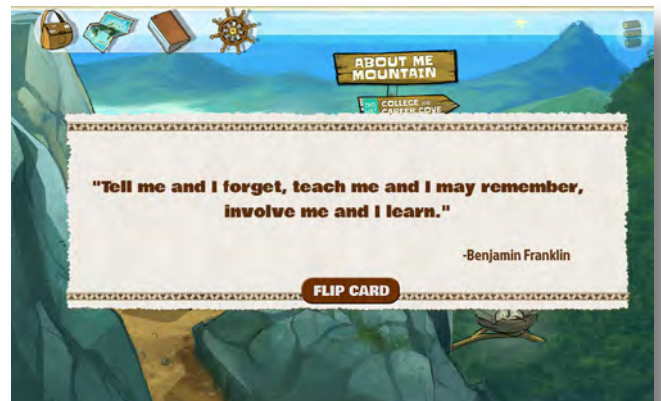 ABOUT ME
MOUNTAIN
COLLEGE AND
CAREER COVE
"Tell me and I forget, teach me and I may remember,
involve me and I learn."
-Benjamin Franklin
FLIP CARD